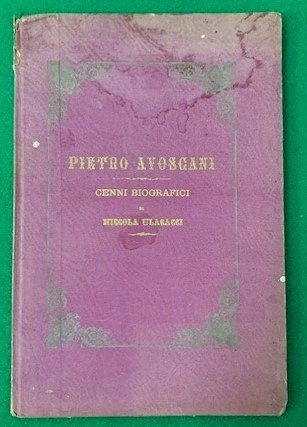 PIETRO AVOSCANI
CENNI BIOGRAFICI
DI
NICCOLA ULACACCI